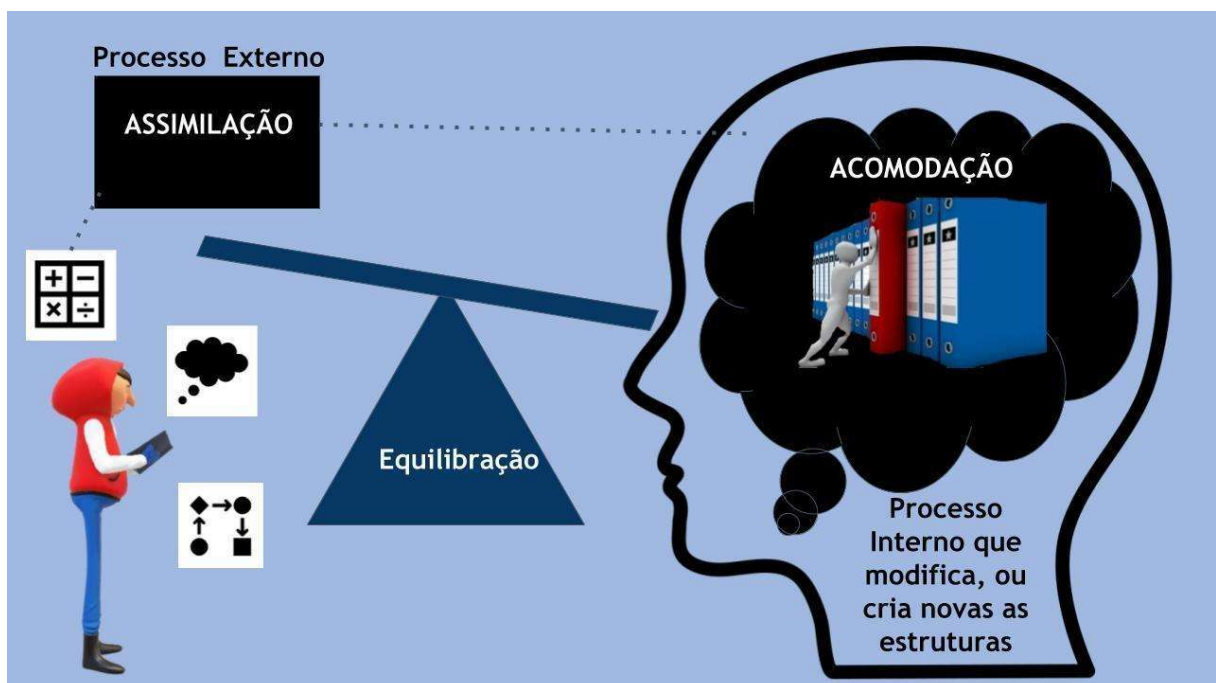 Processo Externo
ASSIMILAÇÃO
ACOMODAÇÃO
Equilibração
Processo
Interno que
modifica, ou
cria novas as
estruturas